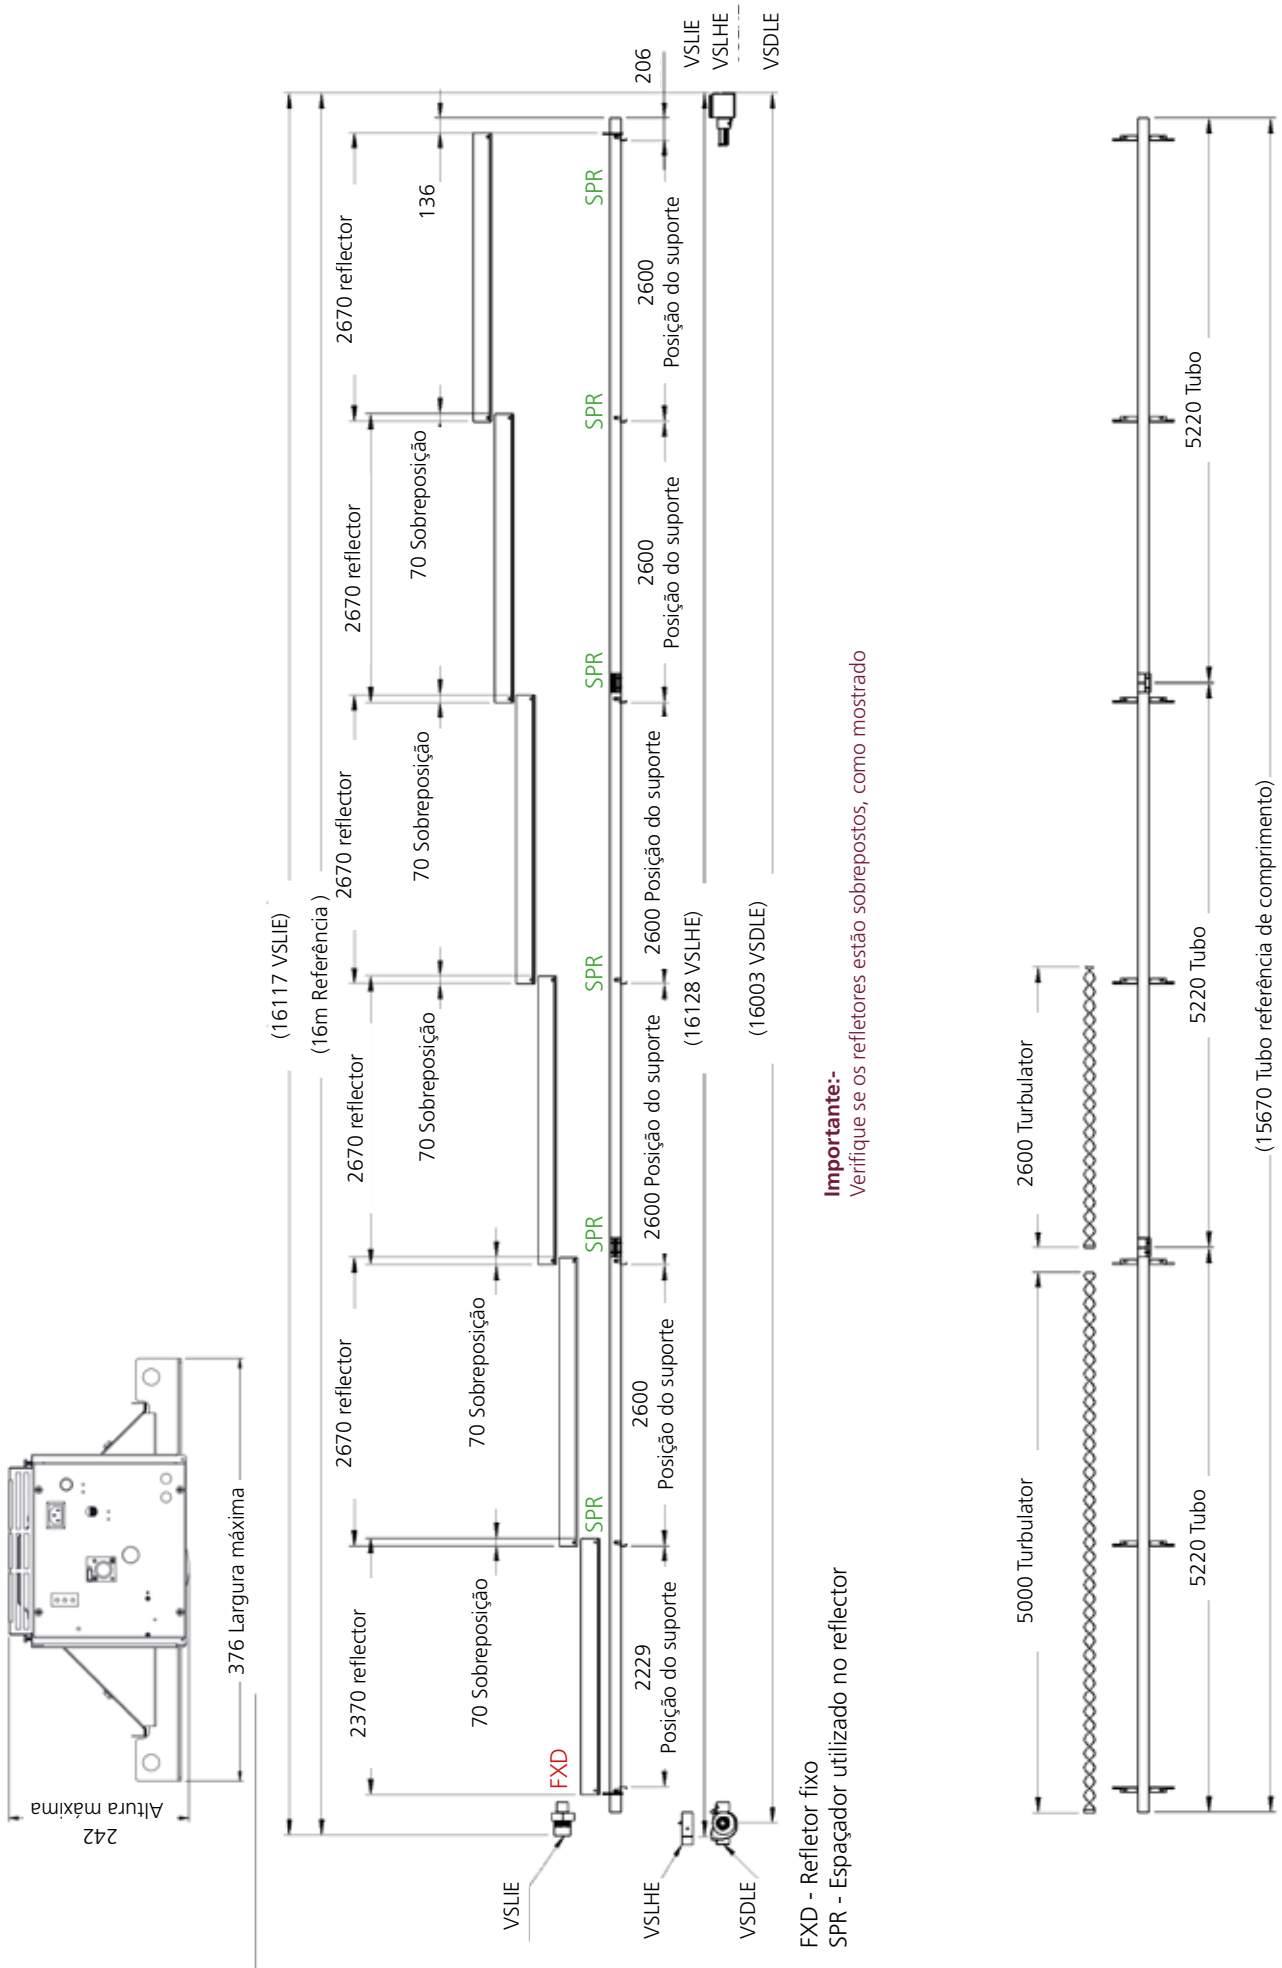 242
Altura máxima
376 Largura máxima
(16117 VSLIE)
(16m Referência )
2370 reflector
2670 reflector
2670 reflector
2670 reflector
2670 reflector
2670 reflector
70 Sobreposição
70 Sobreposição
70 Sobreposição
70 Sobreposição
70 Sobreposição
136
VSLIE
FXD
SPR
SPR
SPR
SPR
SPR
SPR
2229
Posição do suporte
2600
Posição do suporte
2600 Posição do suporte
2600 Posição do suporte
2600
Posição do suporte
2600
Posição do suporte
206
VSLIE
VSLHE
VSDLE
VSLHE
(16128 VSLHE)
VSDLE
(16003 VSDLE)
FXD - Refletor fixo
SPR - Espaçador utilizado no reflector
Importante:-
Verifique se os refletores estão sobrepostos, como mostrado
5000 Turbulator
2600 Turbulator
5220 Tubo
5220 Tubo
5220 Tubo
(15670 Tubo referência de comprimento)